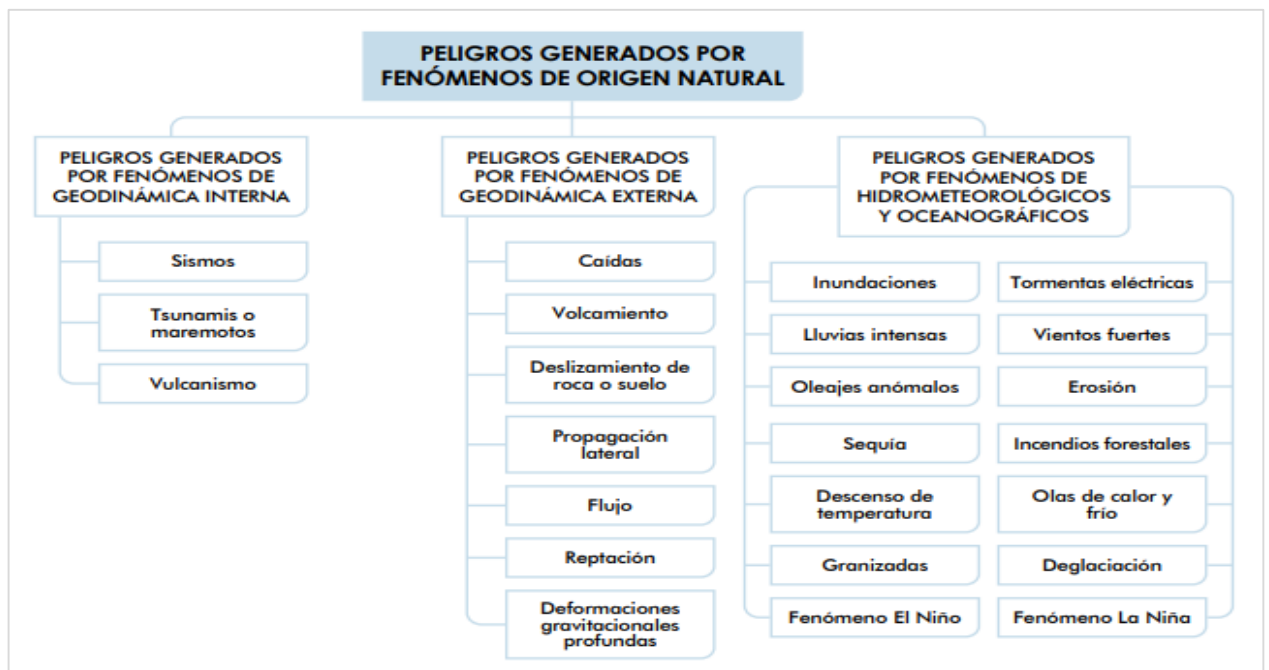 PELIGROS GENERADOS POR
FENÓMENOS DE ORIGEN NATURAL
PELIGROS GENERADOS
POR FENÓMENOS DE
GEODINÁMICA INTERNA
Sismos
Tsunamis o
maremotos
Vulcanismo
PELIGROS GENERADOS
POR FENÓMENOS DE
GEODINÁMICA EXTERNA
Caídas
Volcamiento
Deslizamiento de
roca o suelo
Propagación
lateral
Flujo
Reptación
Deformaciones
gravitacionales
profundas
PELIGROS GENERADOS
POR FENÓMENOS DE
HIDROMETEOROLÓGICOS
Y OCEANOGRÁFICOS
Inundaciones
Lluvias intensas
Oleajes anómalos
Sequía
Descenso de
temperatura
Granizadas
Fenómeno El Niño
Tormentas eléctricas
Vientos fuertes
Erosión
Incendios forestales
Olas de calor y
frío
Deglaciación
Fenómeno La Niña